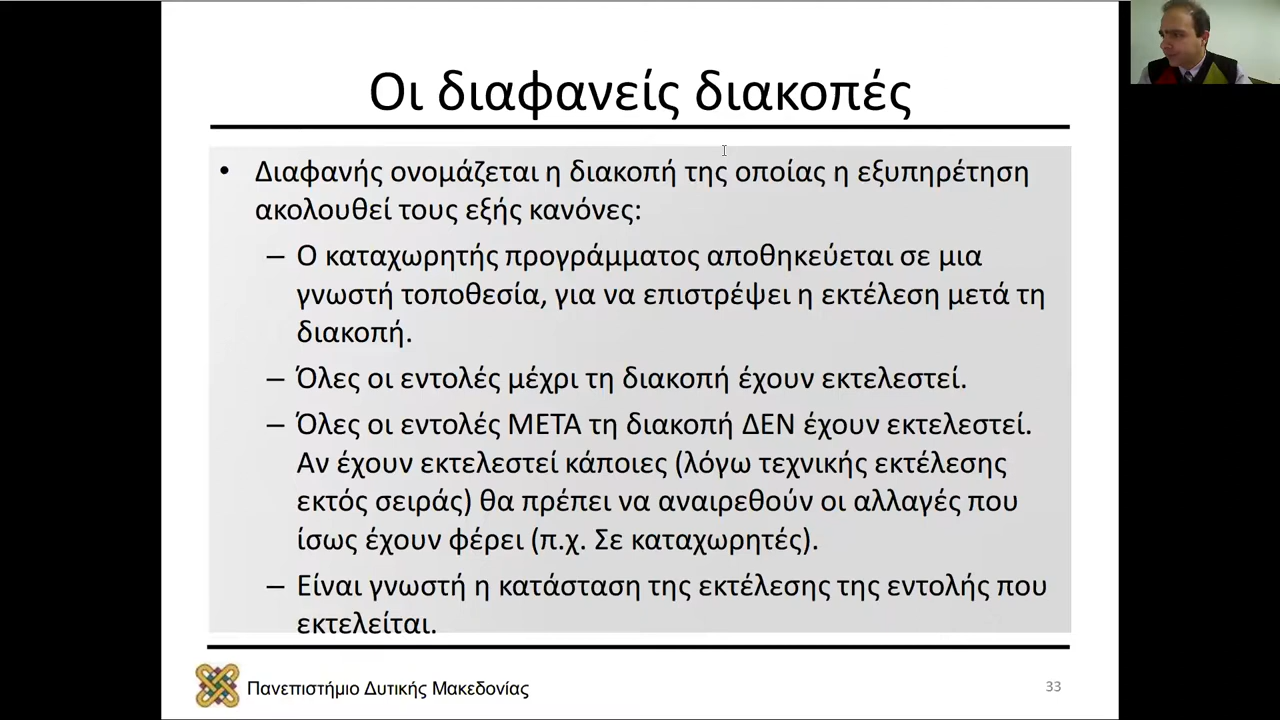 Οι διαφανείς διακοπές
• Διαφανής ονομάζεται η διακοπή της οποίας η εξυπηρέτηση
ακολουθεί τους εξής κανόνες:
– Ο καταχωρητής προγράμματος αποθηκεύεται σε μια
γνωστή τοποθεσία, για να επιστρέψει η εκτέλεση μετά τη
διακοπή.
– Όλες οι εντολές μέχρι τη διακοπή έχουν εκτελεστεί.
– Όλες οι εντολές ΜΕΤΑ τη διακοπή ΔΕΝ έχουν εκτελεστεί.
Αν έχουν εκτελεστεί κάποιες (λόγω τεχνικής εκτέλεσης
εκτός σειράς) θα πρέπει να αναιρεθούν οι αλλαγές που
ίσως έχουν φέρει (π.χ. Σε καταχωρητές).
– Είναι γνωστή η κατάσταση της εκτέλεσης της εντολής που
εκτελείται.
Πανεπιστήμιο Δυτικής Μακεδονίας
33